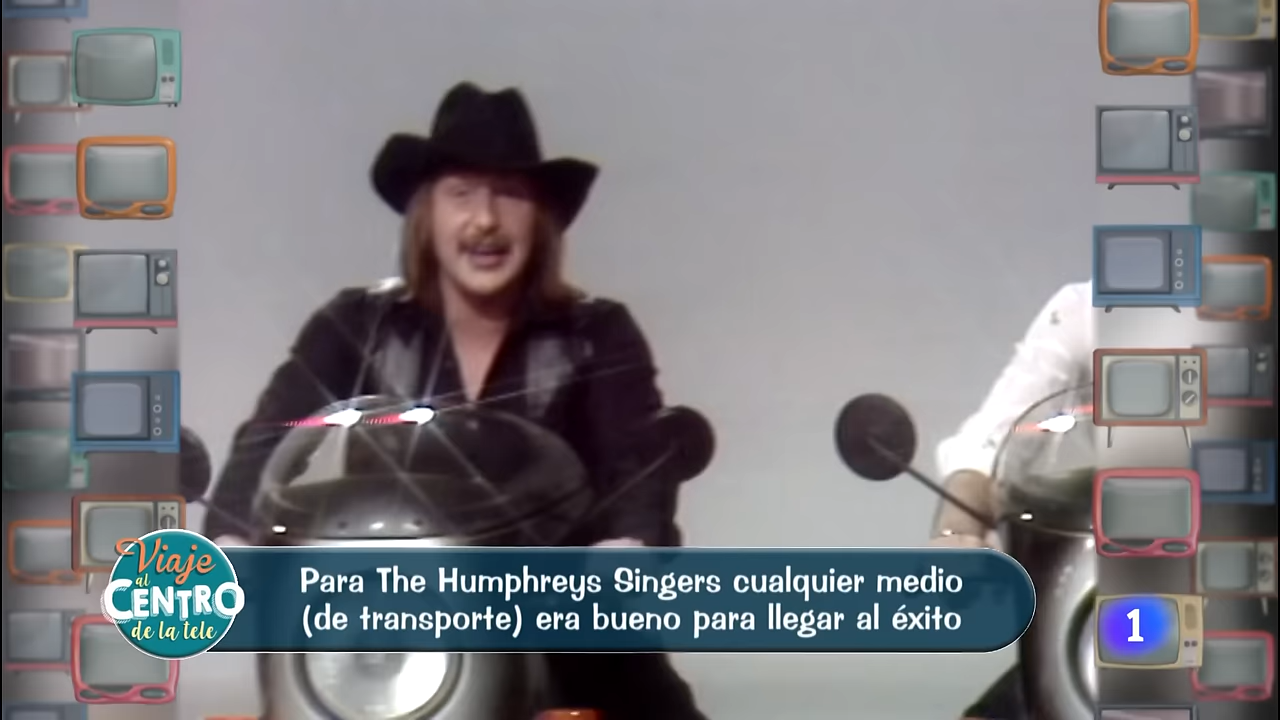 Viaje
al
CENTRO
de la tele
Para The Humphreys Singers cualquier medio
(de transporte) era bueno para llegar al éxito
1